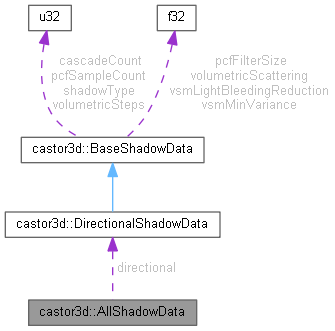 u32
f32
cascadeCount
pcfSampleCount
shadowType
volumetricSteps
pcfFilterSize
volumetricScattering
vsmLightBleedingReduction
vsmMinVariance
castor3d::BaseShadowData
castor3d::DirectionalShadowData
directional
castor3d::AllShadowData